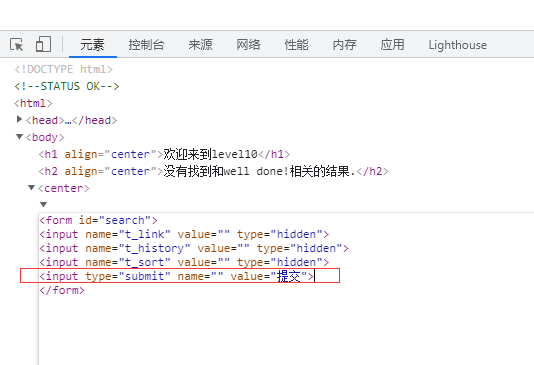 元素 控制台 来源 网络 性能 内存 应用 Lighthouse
<!DOCTYPE html>
<!--STATUS OK-->
<html>
<head>…</head>
<body>
<h1 align="center">欢迎来到level10</h1>
<h2 align="center">没有找到和well done!相关的结果.</h2>
<center>
<form id="search">
<input name="t_link" value="" type="hidden">
<input name="t_history" value="" type="hidden">
<input name="t_sort" value="" type="hidden">
<input type="submit" name="" value="提交">
</form>